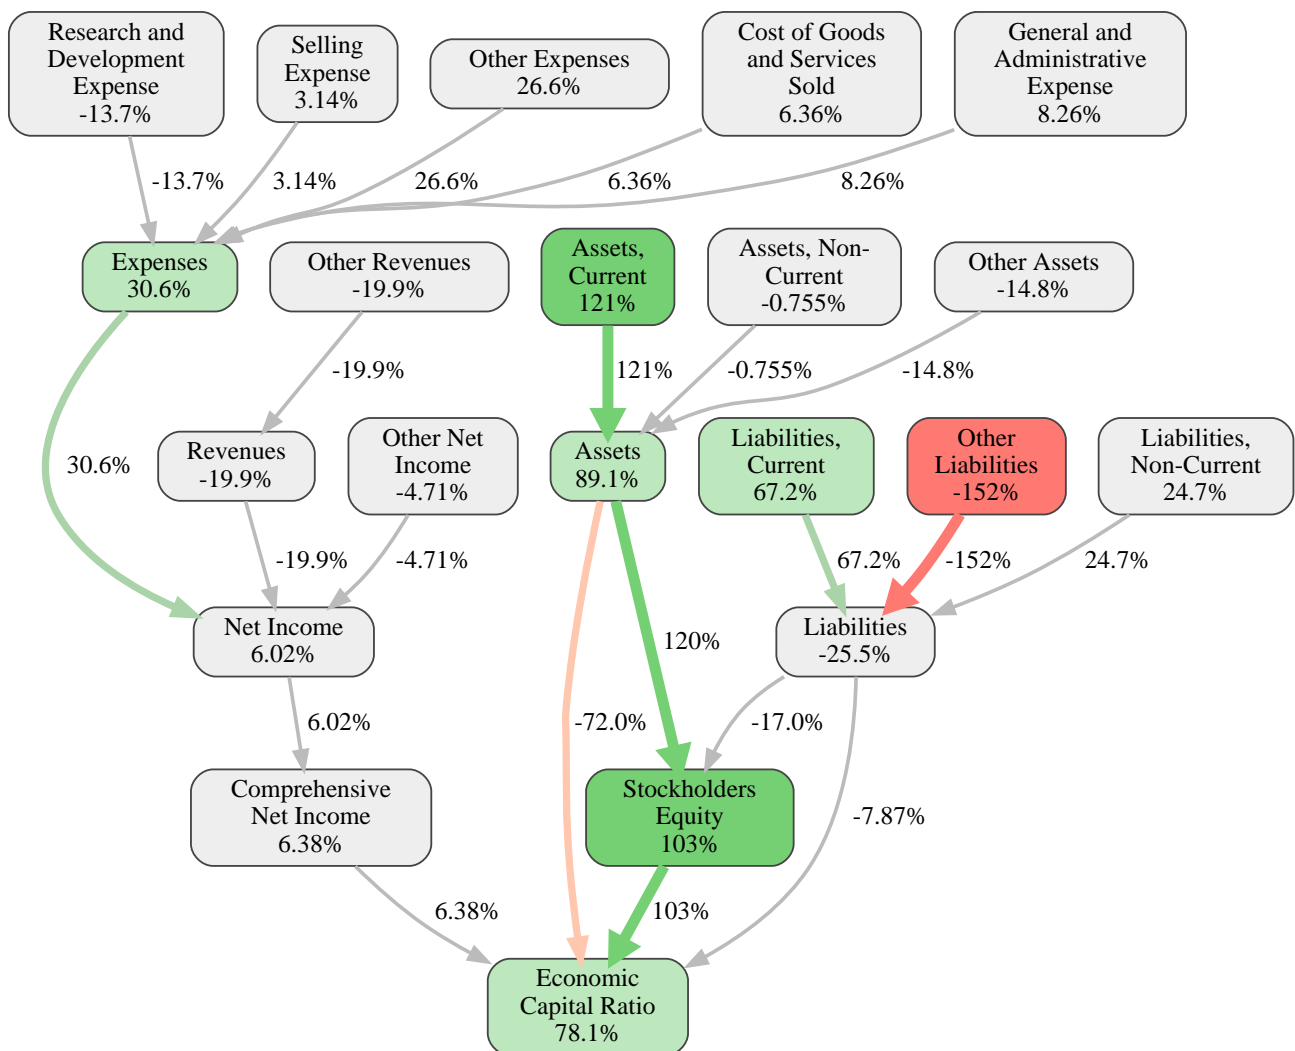 Research and
Development
Expense
-13.7%
Selling
Expense
3.14%
Other Expenses
26.6%
Cost of Goods
and Services
Sold
6.36%
General and
Administrative
Expense
8.26%
-13.7%
3.14%
26.6%
6.36%
8.26%
Expenses
30.6%
Other Revenues
-19.9%
Assets,
Current
121%
Assets, Non-
Current
-0.755%
Other Assets
-14.8%
-19.9%
121%
-0.755%
-14.8%
30.6%
Revenues
-19.9%
Other Net
Income
-4.71%
Assets
89.1%
Liabilities,
Current
67.2%
Other
Liabilities
-152%
Liabilities,
Non-Current
24.7%
-19.9%
-4.71%
67.2%
-152%
24.7%
Net Income
6.02%
120%
Liabilities
-25.5%
6.02%
-72.0%
-17.0%
Comprehensive
Net Income
6.38%
Stockholders
Equity
103%
-7.87%
6.38%
103%
Economic
Capital Ratio
78.1%